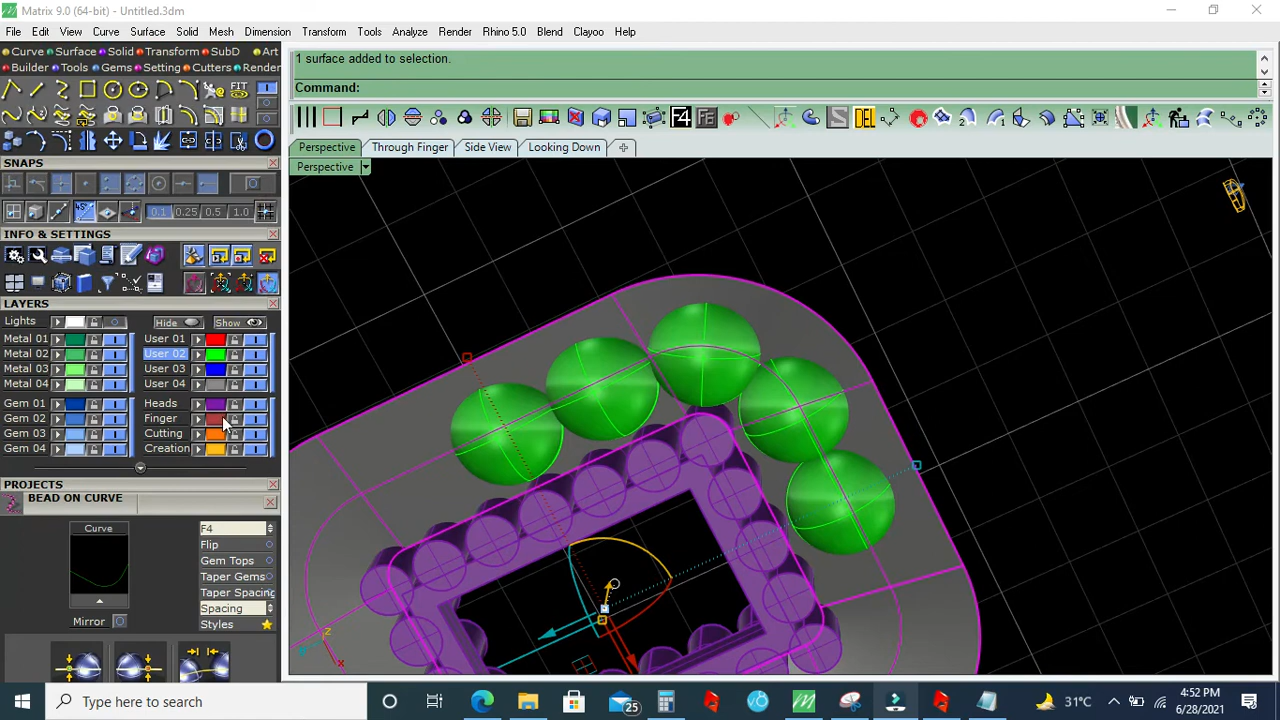 Matrix 9.0 (64-bit) - Untitled.3dm
File Edit View Curve Surface Solid Mesh Dimension Transform Tools Analyze Render Rhino 5.0 Blend Clayoo Help
Curve Surface Solid Transform SubD Art
Builder Tools Gems Setting Cutters Render
1 surface added to selection.
Command:
FIT
F4 DEL
Perspective Through Finger Side View Looking Down
Perspective
SNAPS
45° 0.1 0.25 0.5 1.0
INFO & SETTINGS
LAYERS
Lights Hide Show
Metal 01 User 01
Metal 02 User 02
Metal 03 User 03
Metal 04 User 04
Gem 01 Heads
Gem 02 Finger
Gem 03 Cutting
Gem 04 Creation
PROJECTS
BEAD ON CURVE
Curve F4
Flip
Gem Tops
Taper Gems
Taper Spacing
Spacing
Mirror Styles
z
x
Type here to search
25
31°C
4:52 PM
6/28/2021